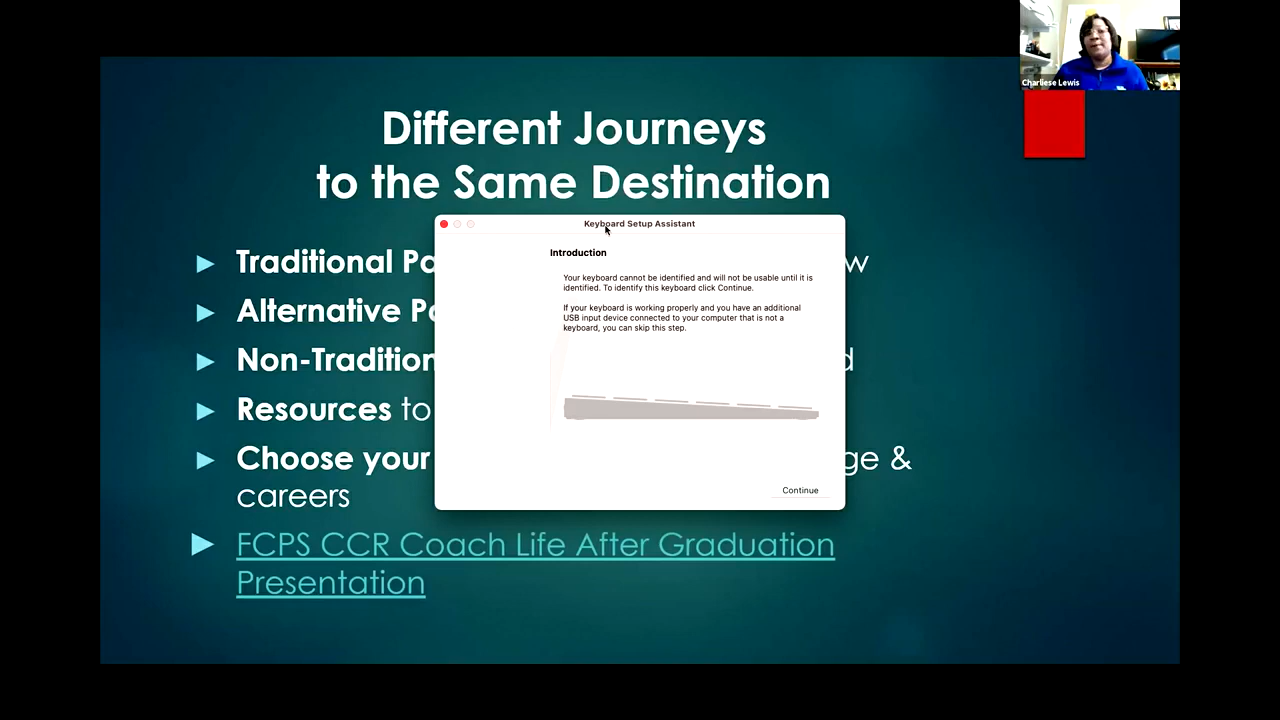 Charliese Lewis
Different Journeys
to the Same Destination
Keyboard Setup Assistant
Introduction
Your keyboard cannot be identified and will not be usable until it is
identified. To identify this keyboard click Continue.
If your keyboard is working properly and you have an additional
USB input device connected to your computer that is not a
keyboard, you can skip this step.
Continue
Traditional
Alternative
Non-Tradition
Resources to
Choose your &
careers
FCPS CCR Coach Life After Graduation
Presentation